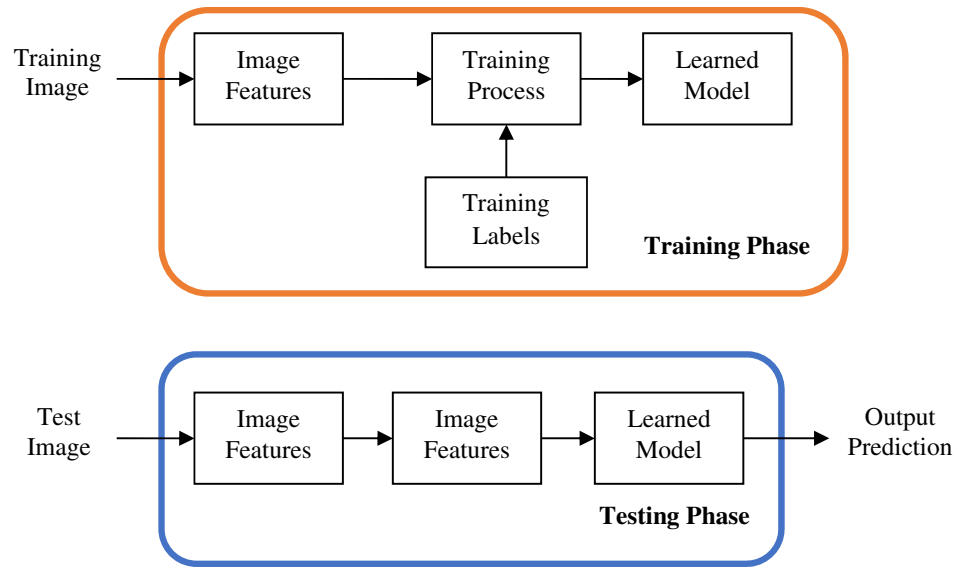 Training
Image
Image
Features
Training
Process
Learned
Model
Training
Labels
Training Phase
Test
Image
Image
Features
Image
Features
Learned
Model
Output
Prediction
Testing Phase